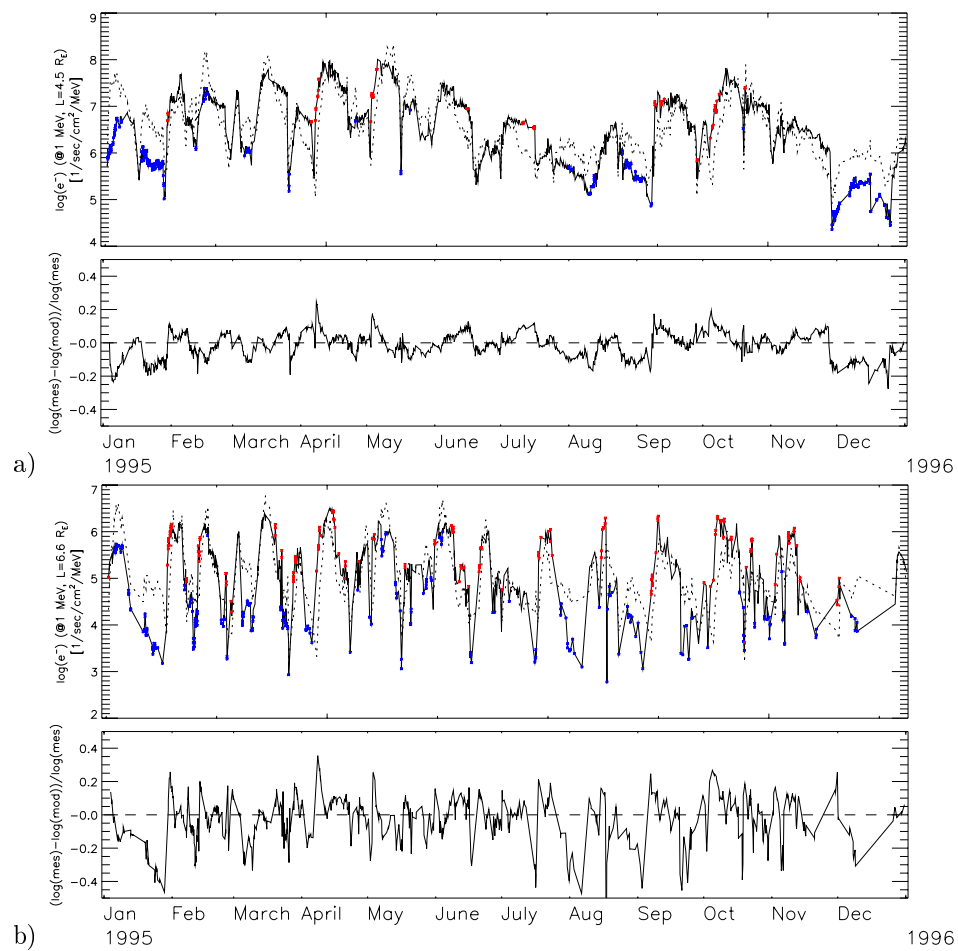 9
8
7
6
5
4
log(e⁻) (@1 MeV, L=4.5 R_E)
[1/sec/cm²/MeV]
0.4
0.2
−0.0
−0.2
−0.4
(log(mes)−log(mod))/log(mes)
Jan Feb March April May June July Aug Sep Oct Nov Dec
a) 1995 1996
7
6
5
4
3
2
log(e⁻) (@1 MeV, L=6.6 R_E)
[1/sec/cm²/MeV]
0.4
0.2
−0.0
−0.2
−0.4
(log(mes)−log(mod))/log(mes)
Jan Feb March April May June July Aug Sep Oct Nov Dec
b) 1995 1996